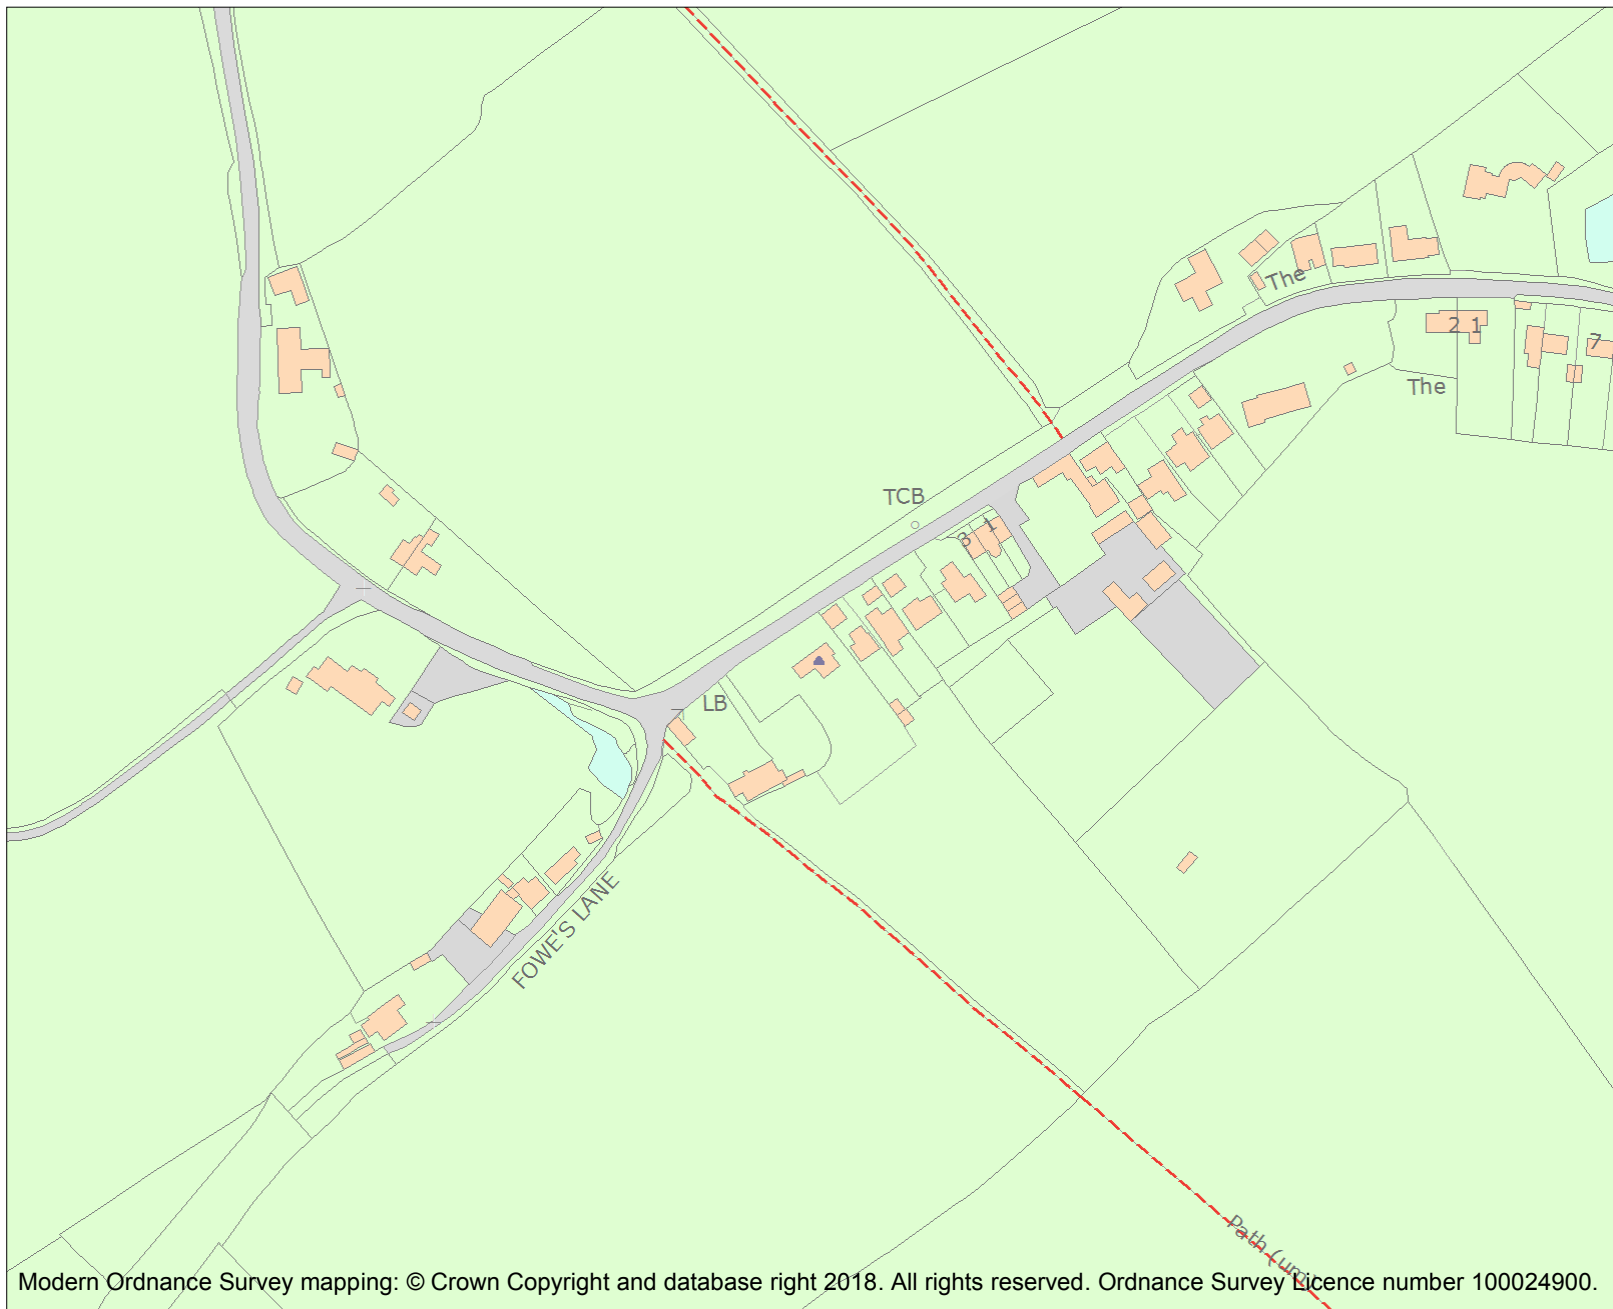 The
2 1
7
The
TCB
1
3
LB
FOWE'S LANE
Path (um)
Modern Ordnance Survey mapping: © Crown Copyright and database right 2018. All rights reserved. Ordnance Survey Licence number 100024900.